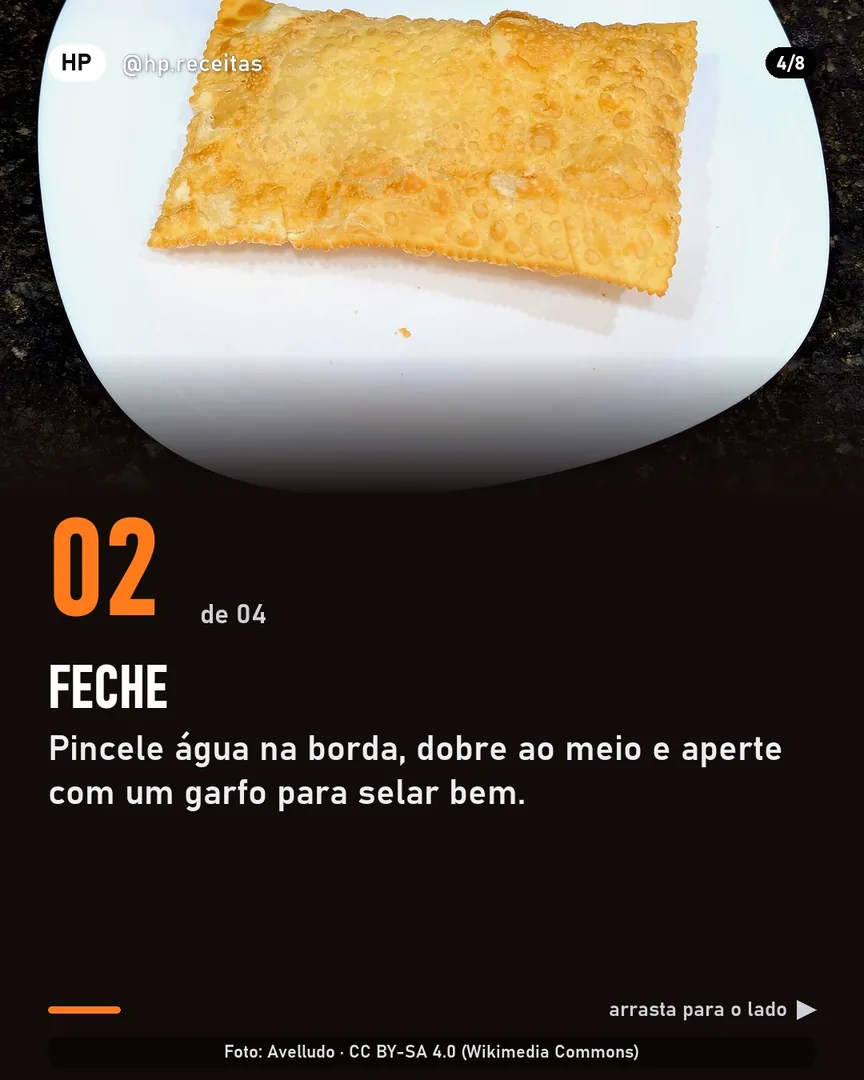 HP @hp.receitas 4/8
02
de 04
FECHE
Pincele água na borda, dobre ao meio e aperte
com um garfo para selar bem.
arrasta para o lado ▶
Foto: Avelludo · CC BY-SA 4.0 (Wikimedia Commons)